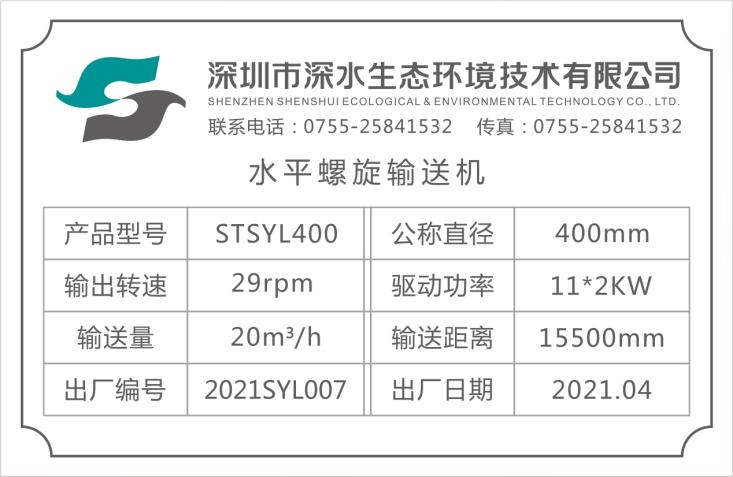 深圳市深水生态环境技术有限公司
SHENZHEN SHENSHUI ECOLOGICAL & ENVIRONMENTAL TECHNOLOGY CO., LTD.
联系电话：0755-25841532 传真：0755-25841532
水平螺旋输送机
产品型号 STSYL400 公称直径 400mm
输出转速 29rpm 驱动功率 11*2KW
输送量 20m³/h 输送距离 15500mm
出厂编号 2021SYL007 出厂日期 2021.04